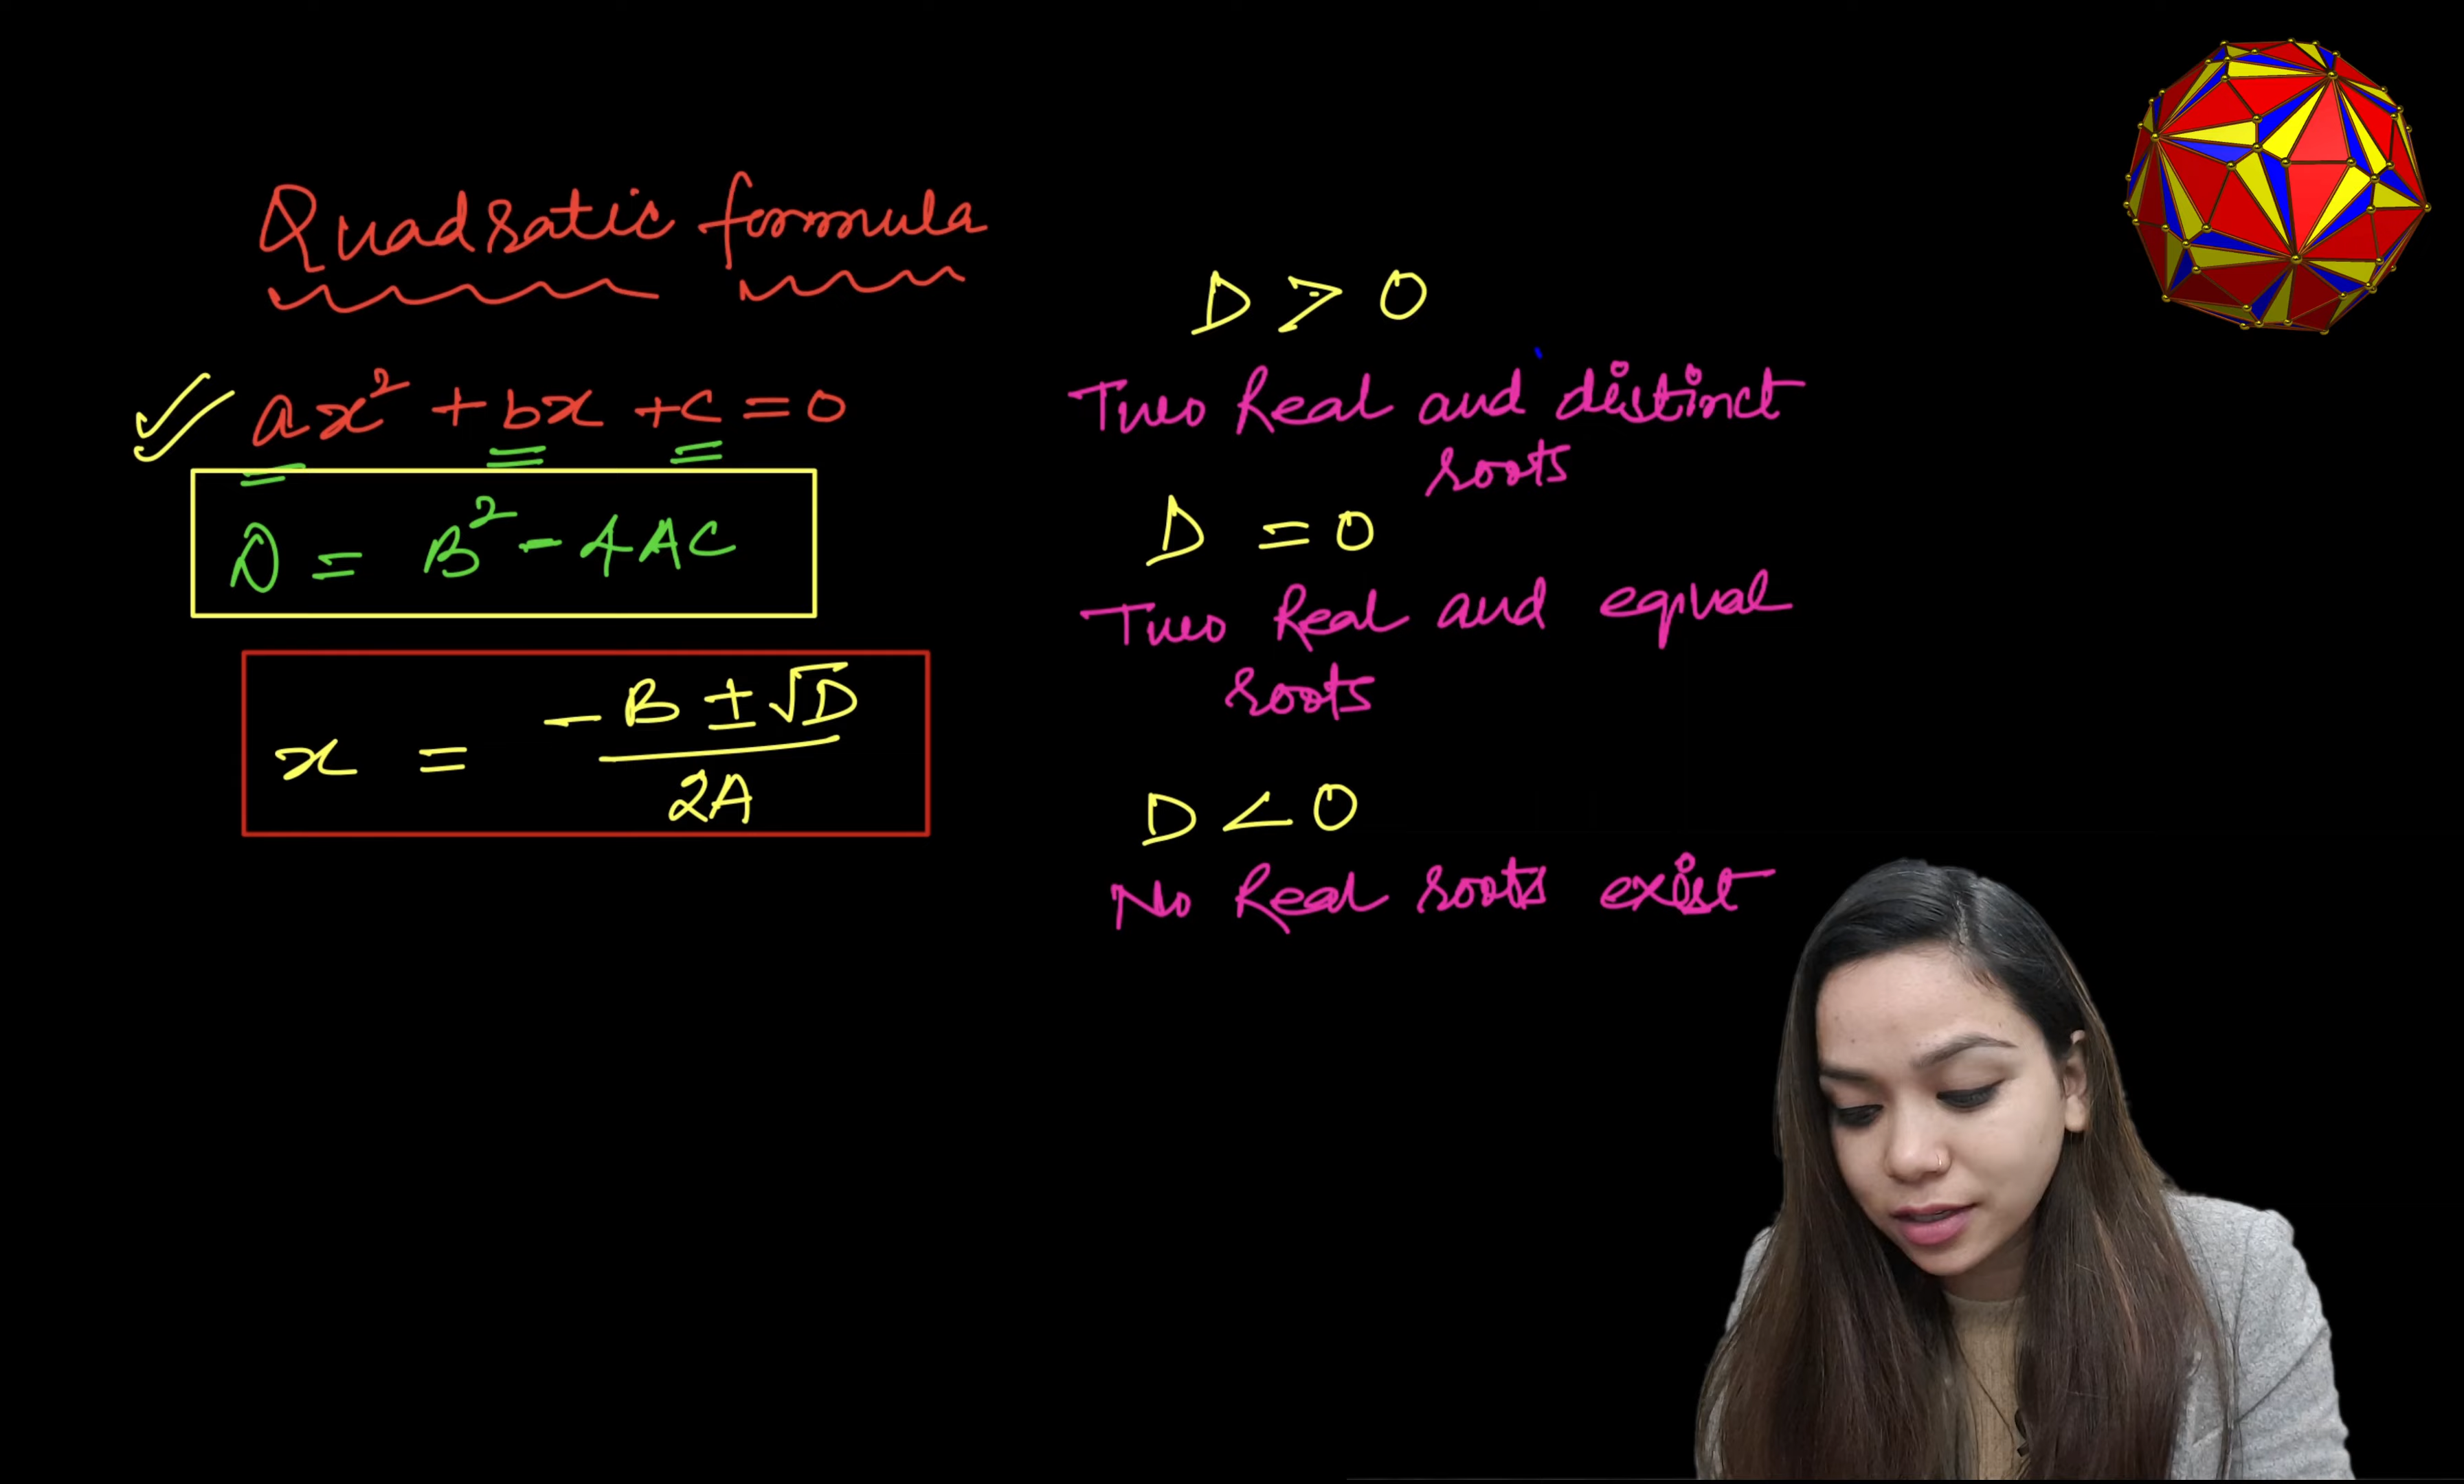 Quadratic formula
ax² + bx + c = 0
D = B² - 4AC
x = -B ± √D / 2A
D > 0
Two Real and distinct
roots
D = 0
Two Real and equal
roots
D < 0
No Real roots exist